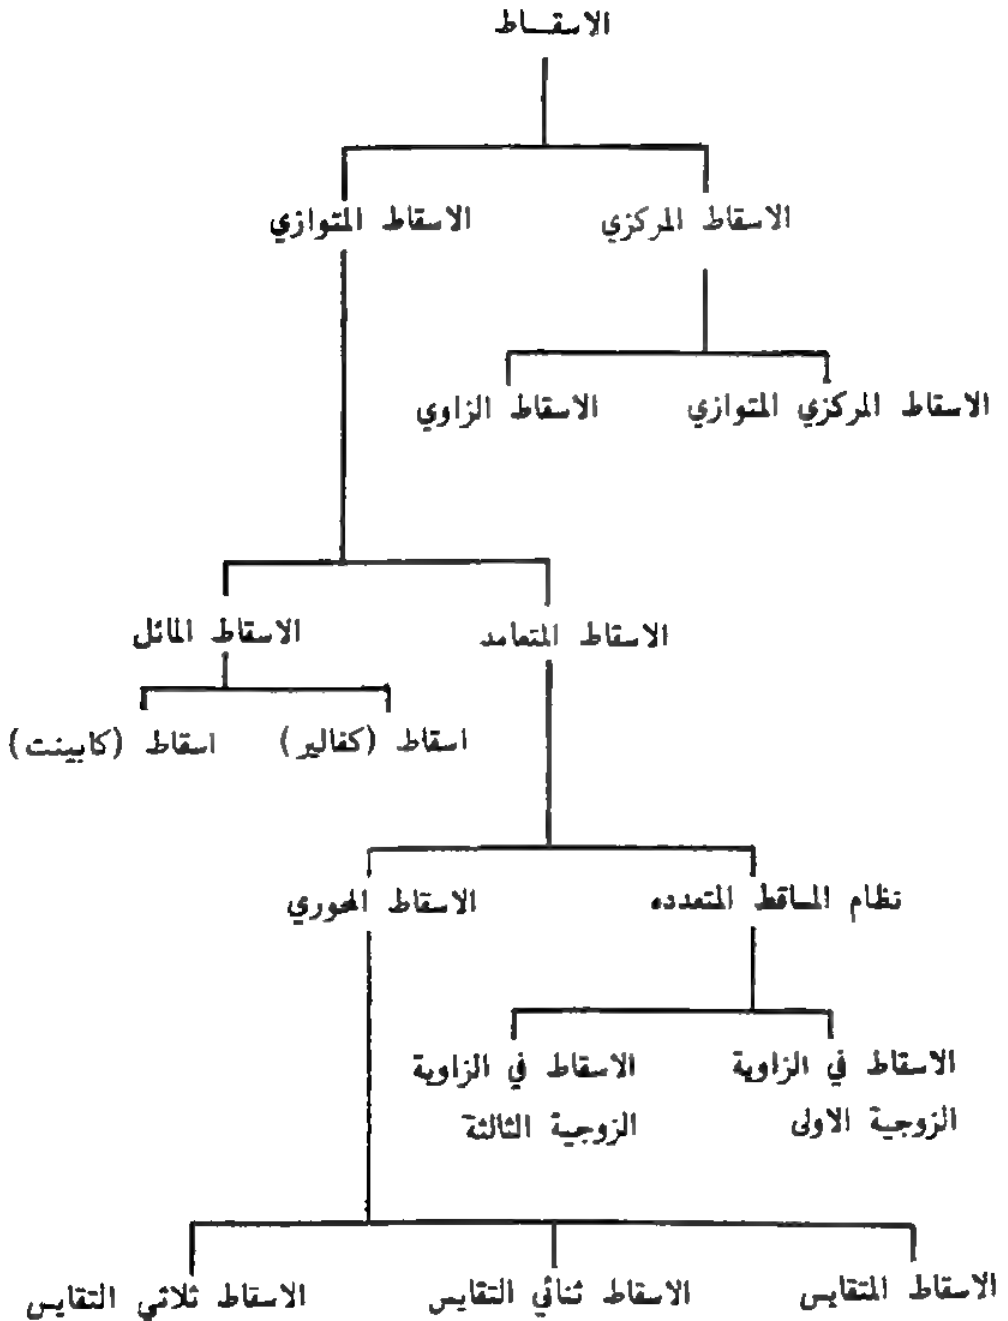 الاسقاط
الاسقاط المركزي
الاسقاط المتوازي
الاسقاط المركزي المتوازي
الاسقاط الزاوي
الاسقاط المتعامد
الاسقاط المائل
اسقاط (كفالير)
اسقاط (كابينت)
نظام المساقط المتعدده
الاسقاط المحوري
الاسقاط في الزاوية
الزوجية الاولى
الاسقاط في الزاوية
الزوجية الثالثة
الاسقاط المتقايس
الاسقاط ثنائي التقايس
الاسقاط ثلاثي التقايس